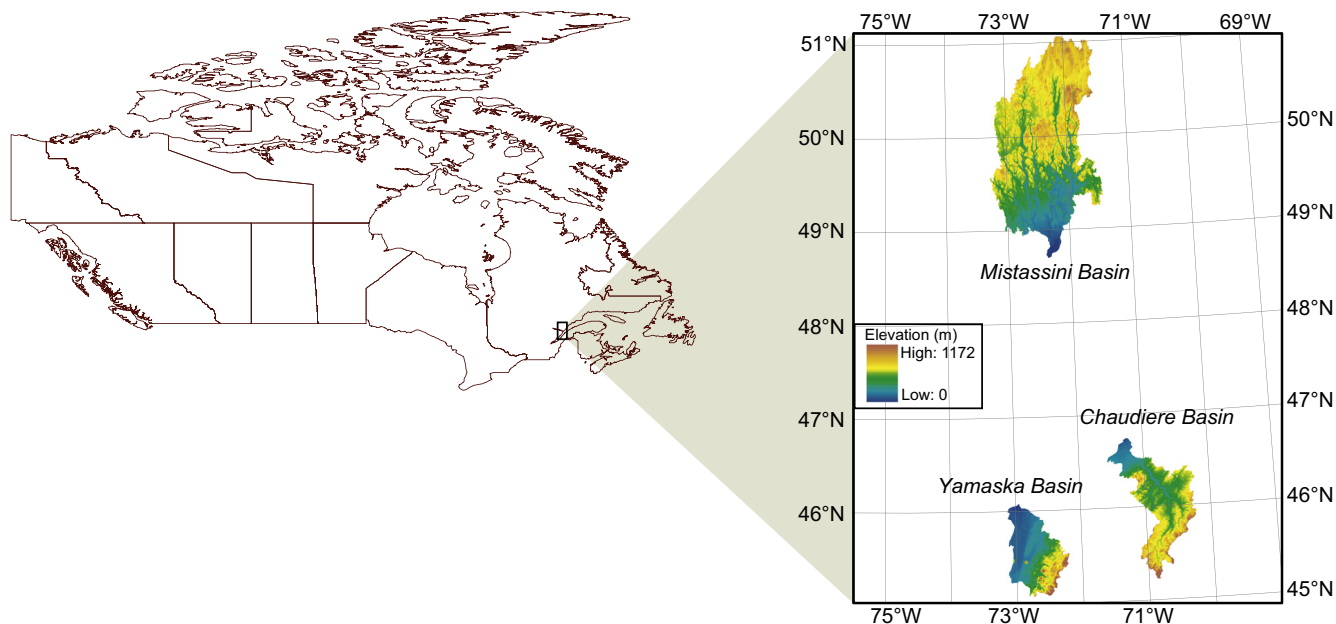 75°W 73°W 71°W 69°W
51°N
50°N
50°N
49°N
49°N
Mistassini Basin
48°N
48°N
Elevation (m)
High: 1172
Low: 0
47°N
47°N
Chaudiere Basin
Yamaska Basin
46°N
46°N
45°N
75°W 73°W 71°W